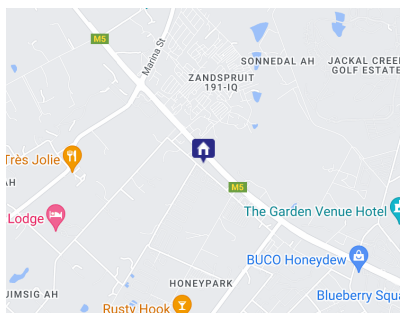 M5
Marina St
SONNEDAL AH
JACKAL CREEK
GOLF ESTATE
ZANDSPRUIT
191-IQ
Très Jolie
AH
M5
Lodge
The Garden Venue Hotel
BUCO Honeydew
UIMSIG AH
HONEYPARK
Blueberry Squa
Rusty Hook